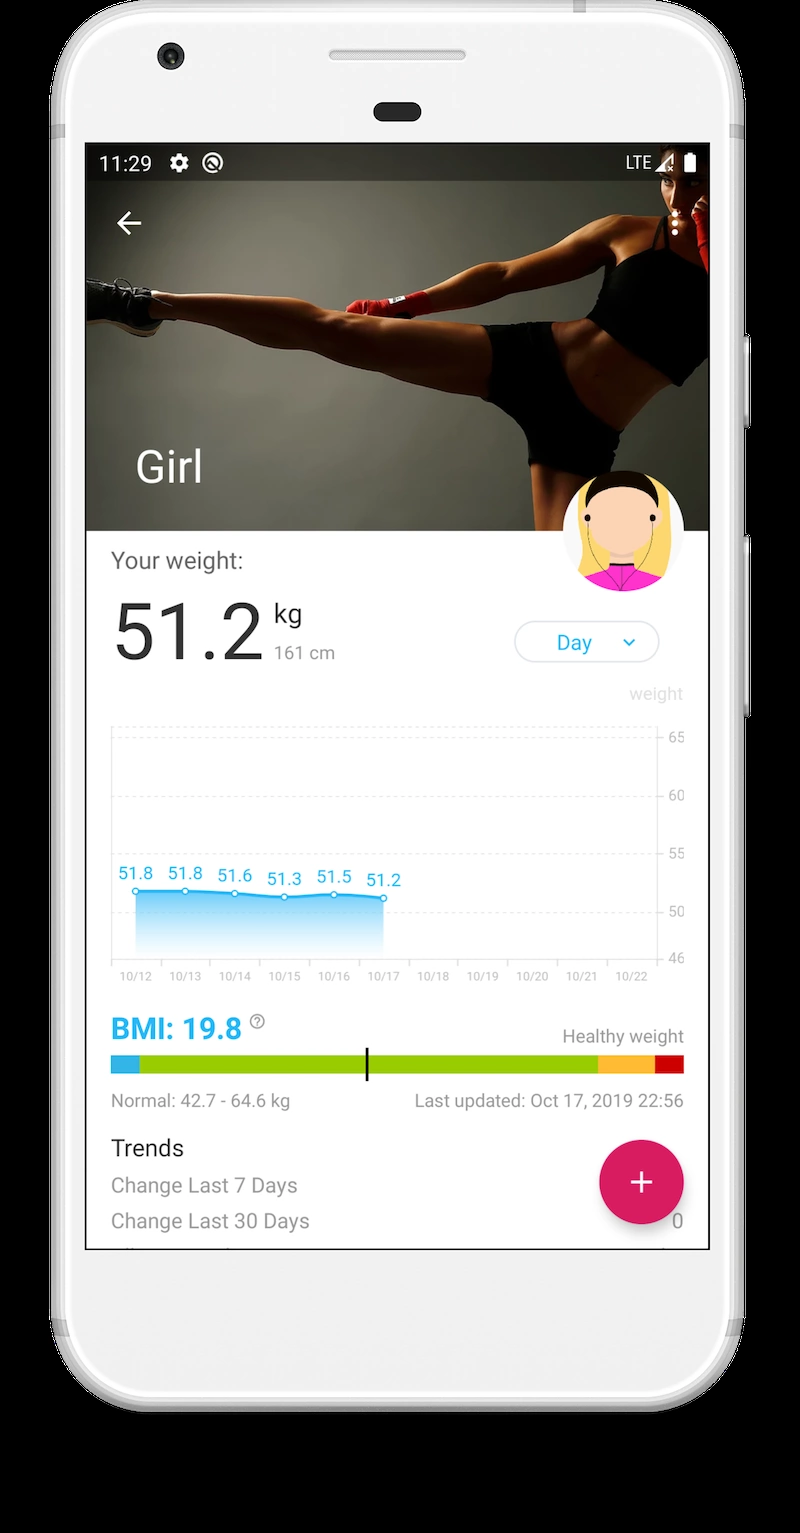 11:29 LTE
Girl
Your weight:
51.2 kg
161 cm
Day
weight
65
60
55
51.8 51.8 51.6 51.3 51.5 51.2
50
46
10/12 10/13 10/14 10/15 10/16 10/17 10/18 10/19 10/20 10/21 10/22
BMI: 19.8 ?
Healthy weight
Normal: 42.7 - 64.6 kg Last updated: Oct 17, 2019 22:56
Trends
Change Last 7 Days
+
Change Last 30 Days 0